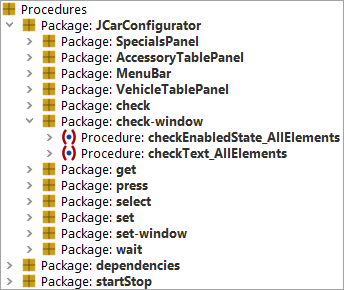 Procedures
Package: JCarConfigurator
Package: SpecialsPanel
Package: AccessoryTablePanel
Package: MenuBar
Package: VehicleTablePanel
Package: check
Package: check-window
Procedure: checkEnabledState_AllElements
Procedure: checkText_AllElements
Package: get
Package: press
Package: select
Package: set
Package: set-window
Package: wait
Package: dependencies
Package: startStop